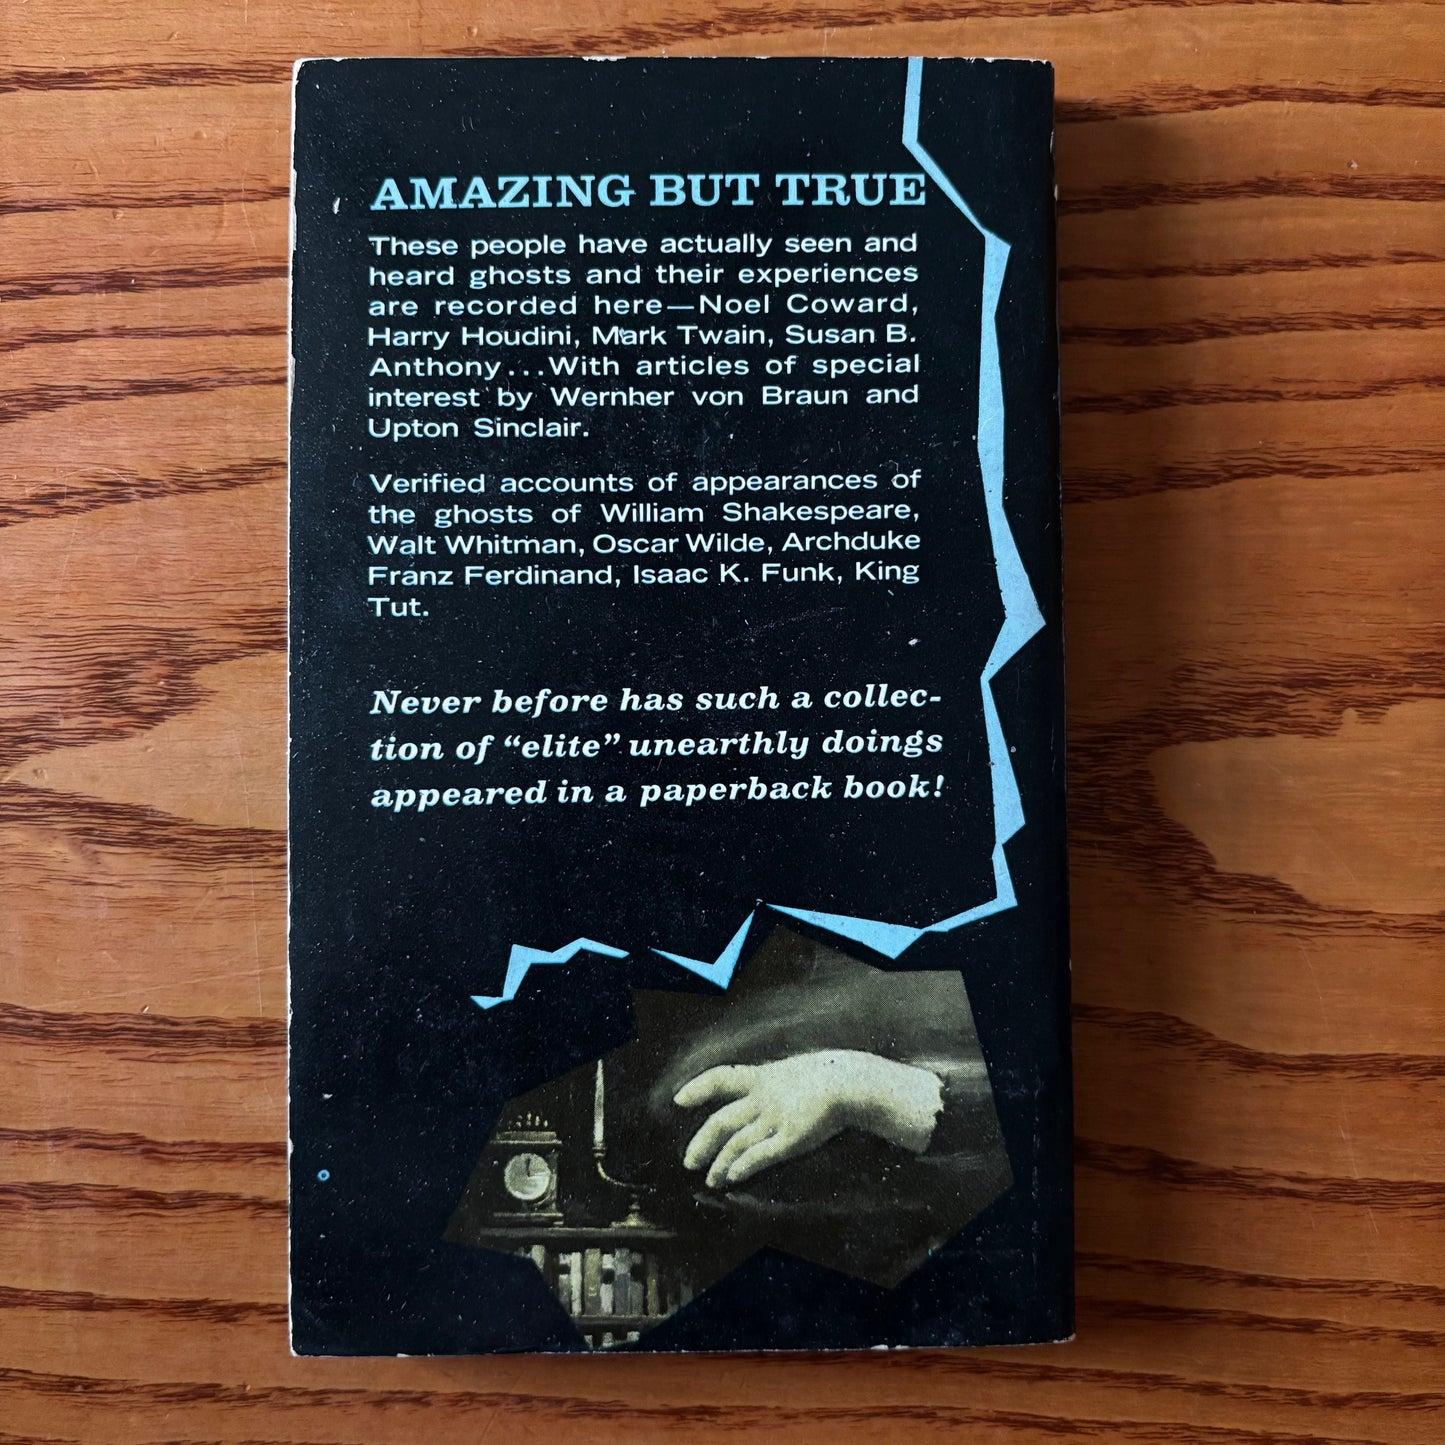 AMAZING BUT TRUE
These people have actually seen and
heard ghosts and their experiences
are recorded here—Noel Coward,
Harry Houdini, Mark Twain, Susan B.
Anthony...With articles of special
interest by Wernher von Braun and
Upton Sinclair.
Verified accounts of appearances of
the ghosts of William Shakespeare,
Walt Whitman, Oscar Wilde, Archduke
Franz Ferdinand, Isaac K. Funk, King
Tut.
Never before has such a collec-
tion of “elite” unearthly doings
appeared in a paperback book!